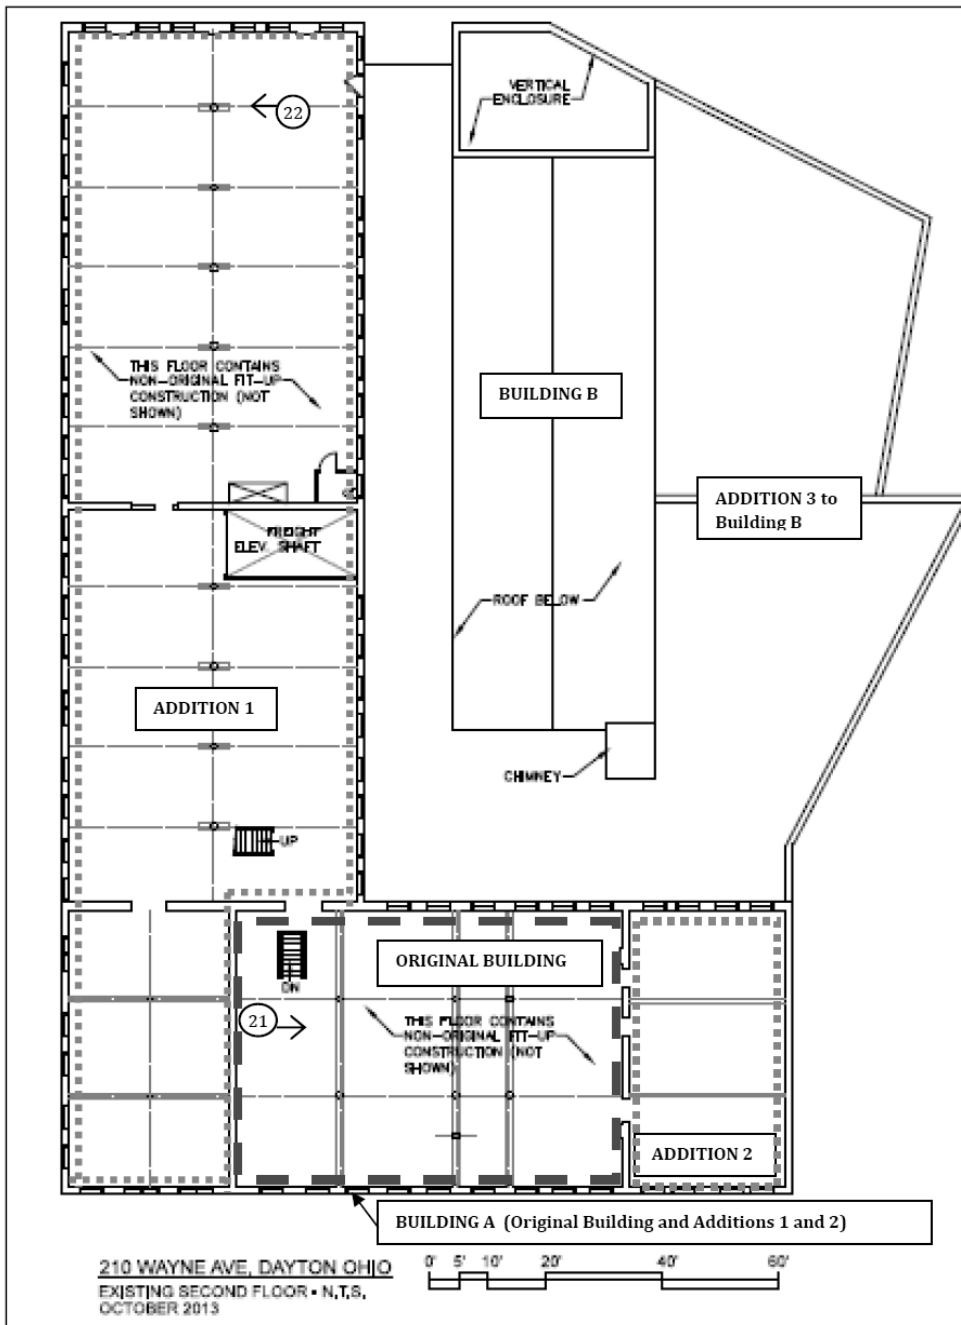 VERTICAL
ENCLOSURE
22
THIS FLOOR CONTAINS
NON-ORIGINAL FIT-UP
CONSTRUCTION (NOT
SHOWN)
BUILDING B
ADDITION 3 to
Building B
FREIGHT
ELEV. SHAFT
ROOF BELOW
ADDITION 1
CHIMNEY
UP
ORIGINAL BUILDING
DN
21
THIS FLOOR CONTAINS
NON-ORIGINAL FIT-UP
CONSTRUCTION (NOT
SHOWN)
ADDITION 2
BUILDING A (Original Building and Additions 1 and 2)
210 WAYNE AVE, DAYTON OHIO
EXISTING SECOND FLOOR - N.T.S.
OCTOBER 2013
0' 5' 10' 20' 40' 60'